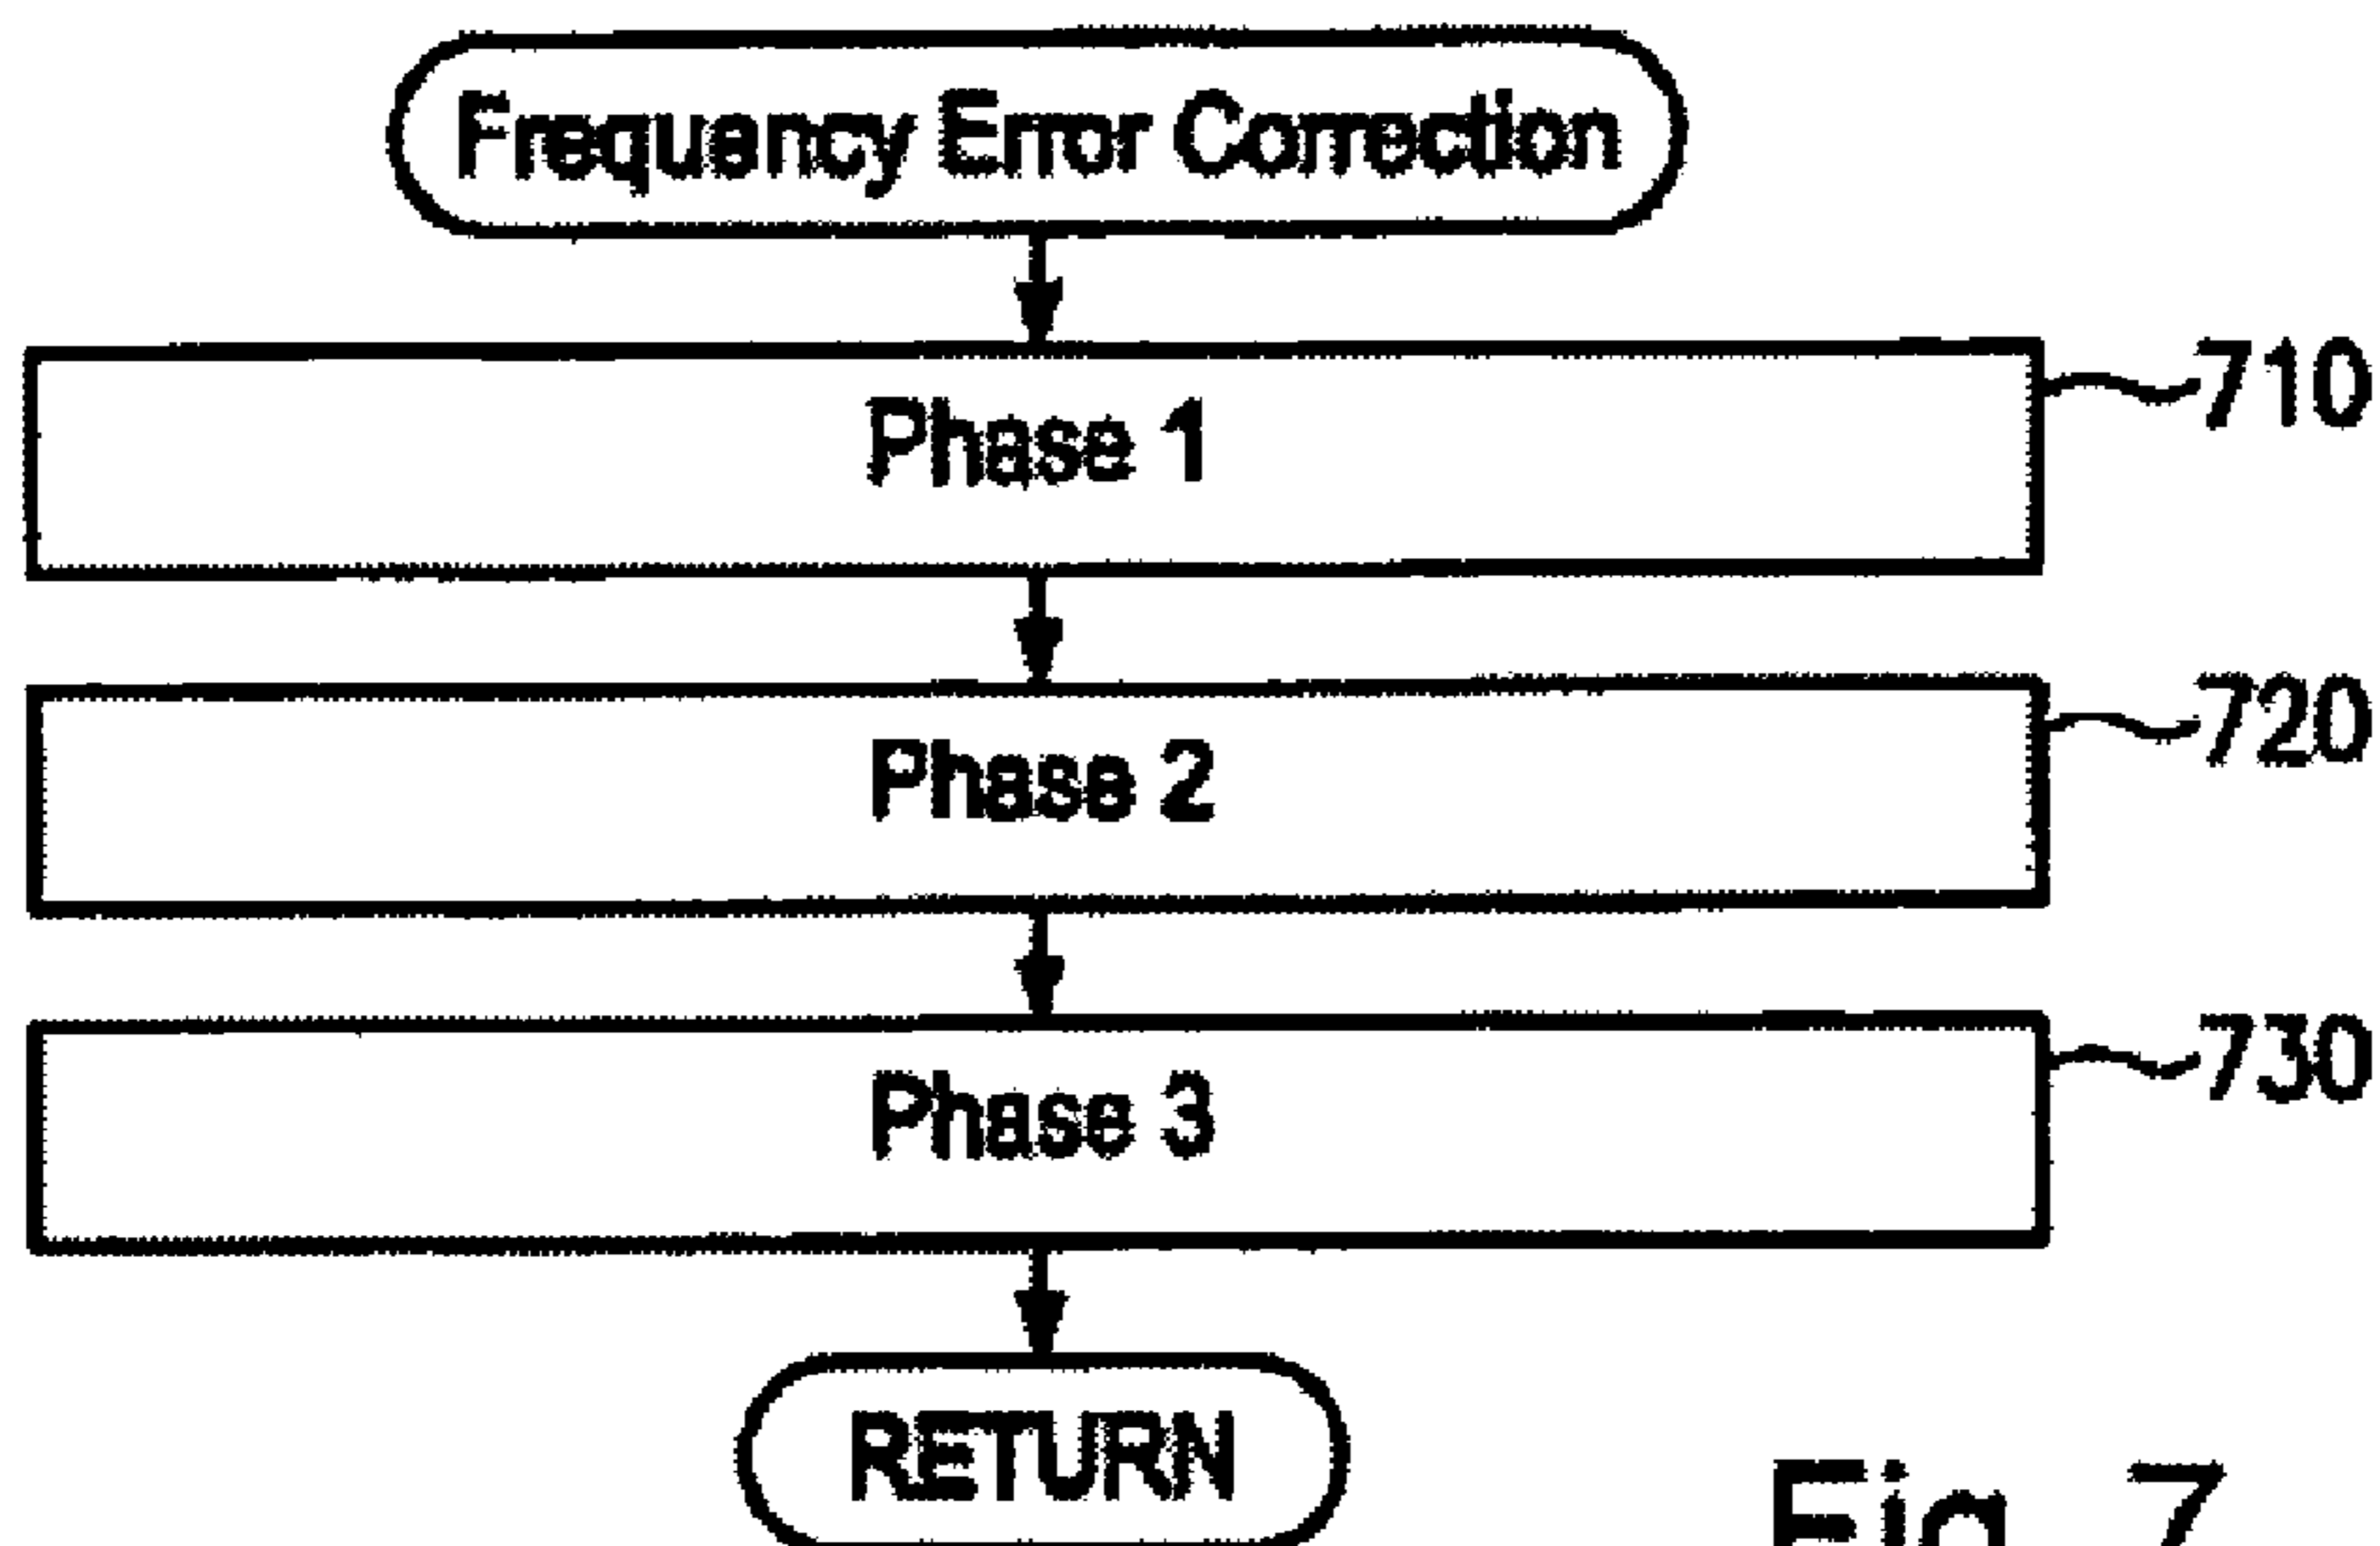 Frequency Error Correction
710
Phase 1
720
Phase 2
730
Phase 3
RETURN
Fig. 7